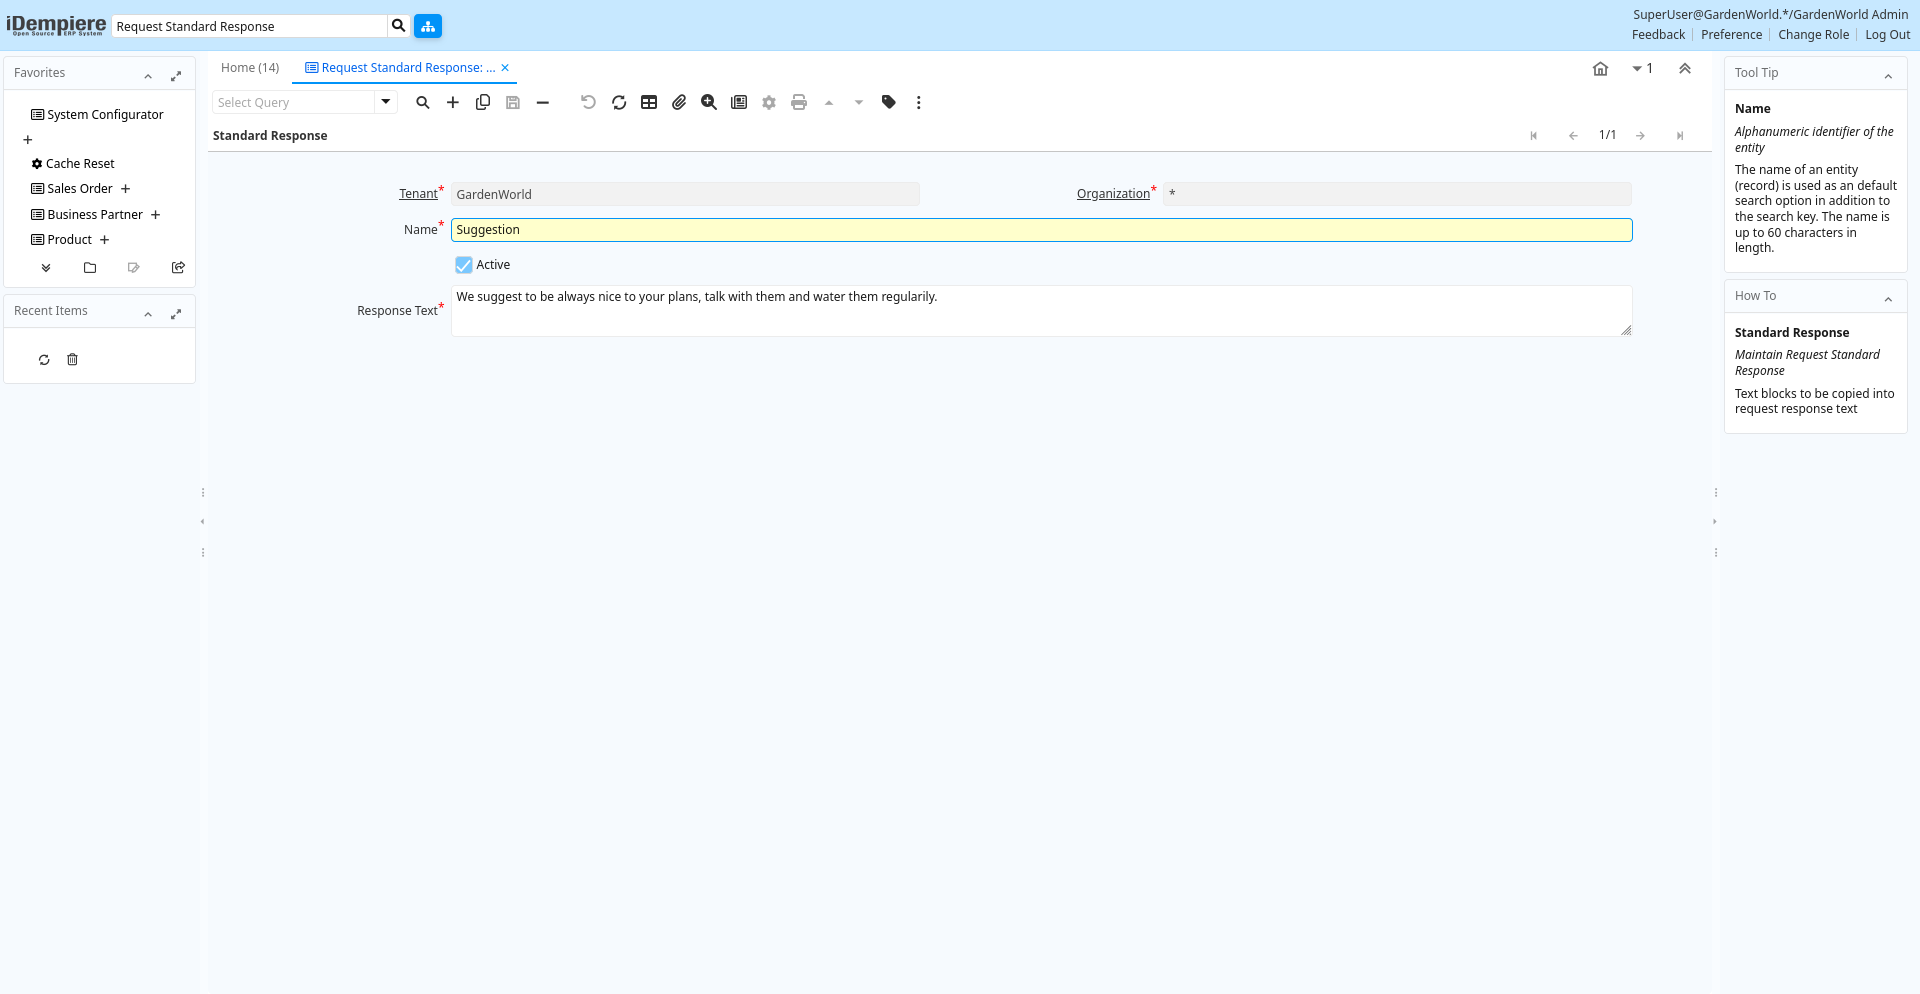 iDempiere
Open Source ERP System
Request Standard Response
SuperUser@GardenWorld.*/GardenWorld Admin
Feedback
Preference
Change Role
Log Out
Favorites
System Configurator
Cache Reset
Sales Order
Business Partner
Product
Recent Items
Home (14)
Request Standard Response: ...
1
Select Query
Standard Response
1/1
Tenant*
GardenWorld
Organization*
*
Name*
Suggestion
Active
Response Text*
We suggest to be always nice to your plans, talk with them and water them regularily.
Tool Tip
Name
Alphanumeric identifier of the
entity
The name of an entity
(record) is used as an default
search option in addition to
the search key. The name is
up to 60 characters in
length.
How To
Standard Response
Maintain Request Standard
Response
Text blocks to be copied into
request response text